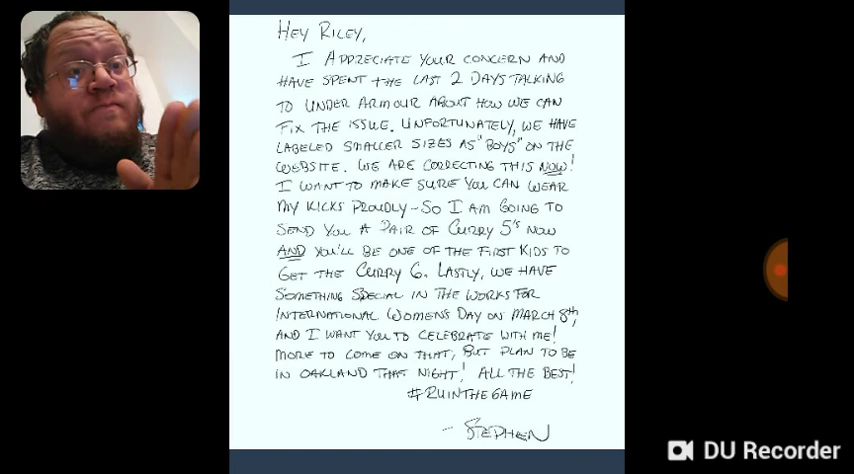 HEY RILEY,
I APPRECIATE YOUR CONCERN AND
HAVE SPENT THE LAST 2 DAYS TALKING
TO UNDER ARMOUR ABOUT HOW WE CAN
FIX THE ISSUE. UNFORTUNATELY, WE HAVE
LABELED SMALLER SIZES AS "BOYS" ON THE
WEBSITE. WE ARE CORRECTING THIS NOW!
I WANT TO MAKE SURE YOU CAN WEAR
MY KICKS PROUDLY - SO I AM GOING TO
SEND YOU A PAIR OF CURRY 5's NOW
AND YOU'LL BE ONE OF THE FIRST KIDS TO
GET THE CURRY 6. LASTLY, WE HAVE
SOMETHING SPECIAL IN THE WORKS FOR
INTERNATIONAL WOMENS DAY ON MARCH 8th,
AND I WANT YOU TO CELEBRATE WITH ME!
MORE TO COME ON THAT, BUT PLAN TO BE
IN OAKLAND THAT NIGHT! ALL THE BEST!
#RUINTHEGAME
- STEPHEN
DU Recorder